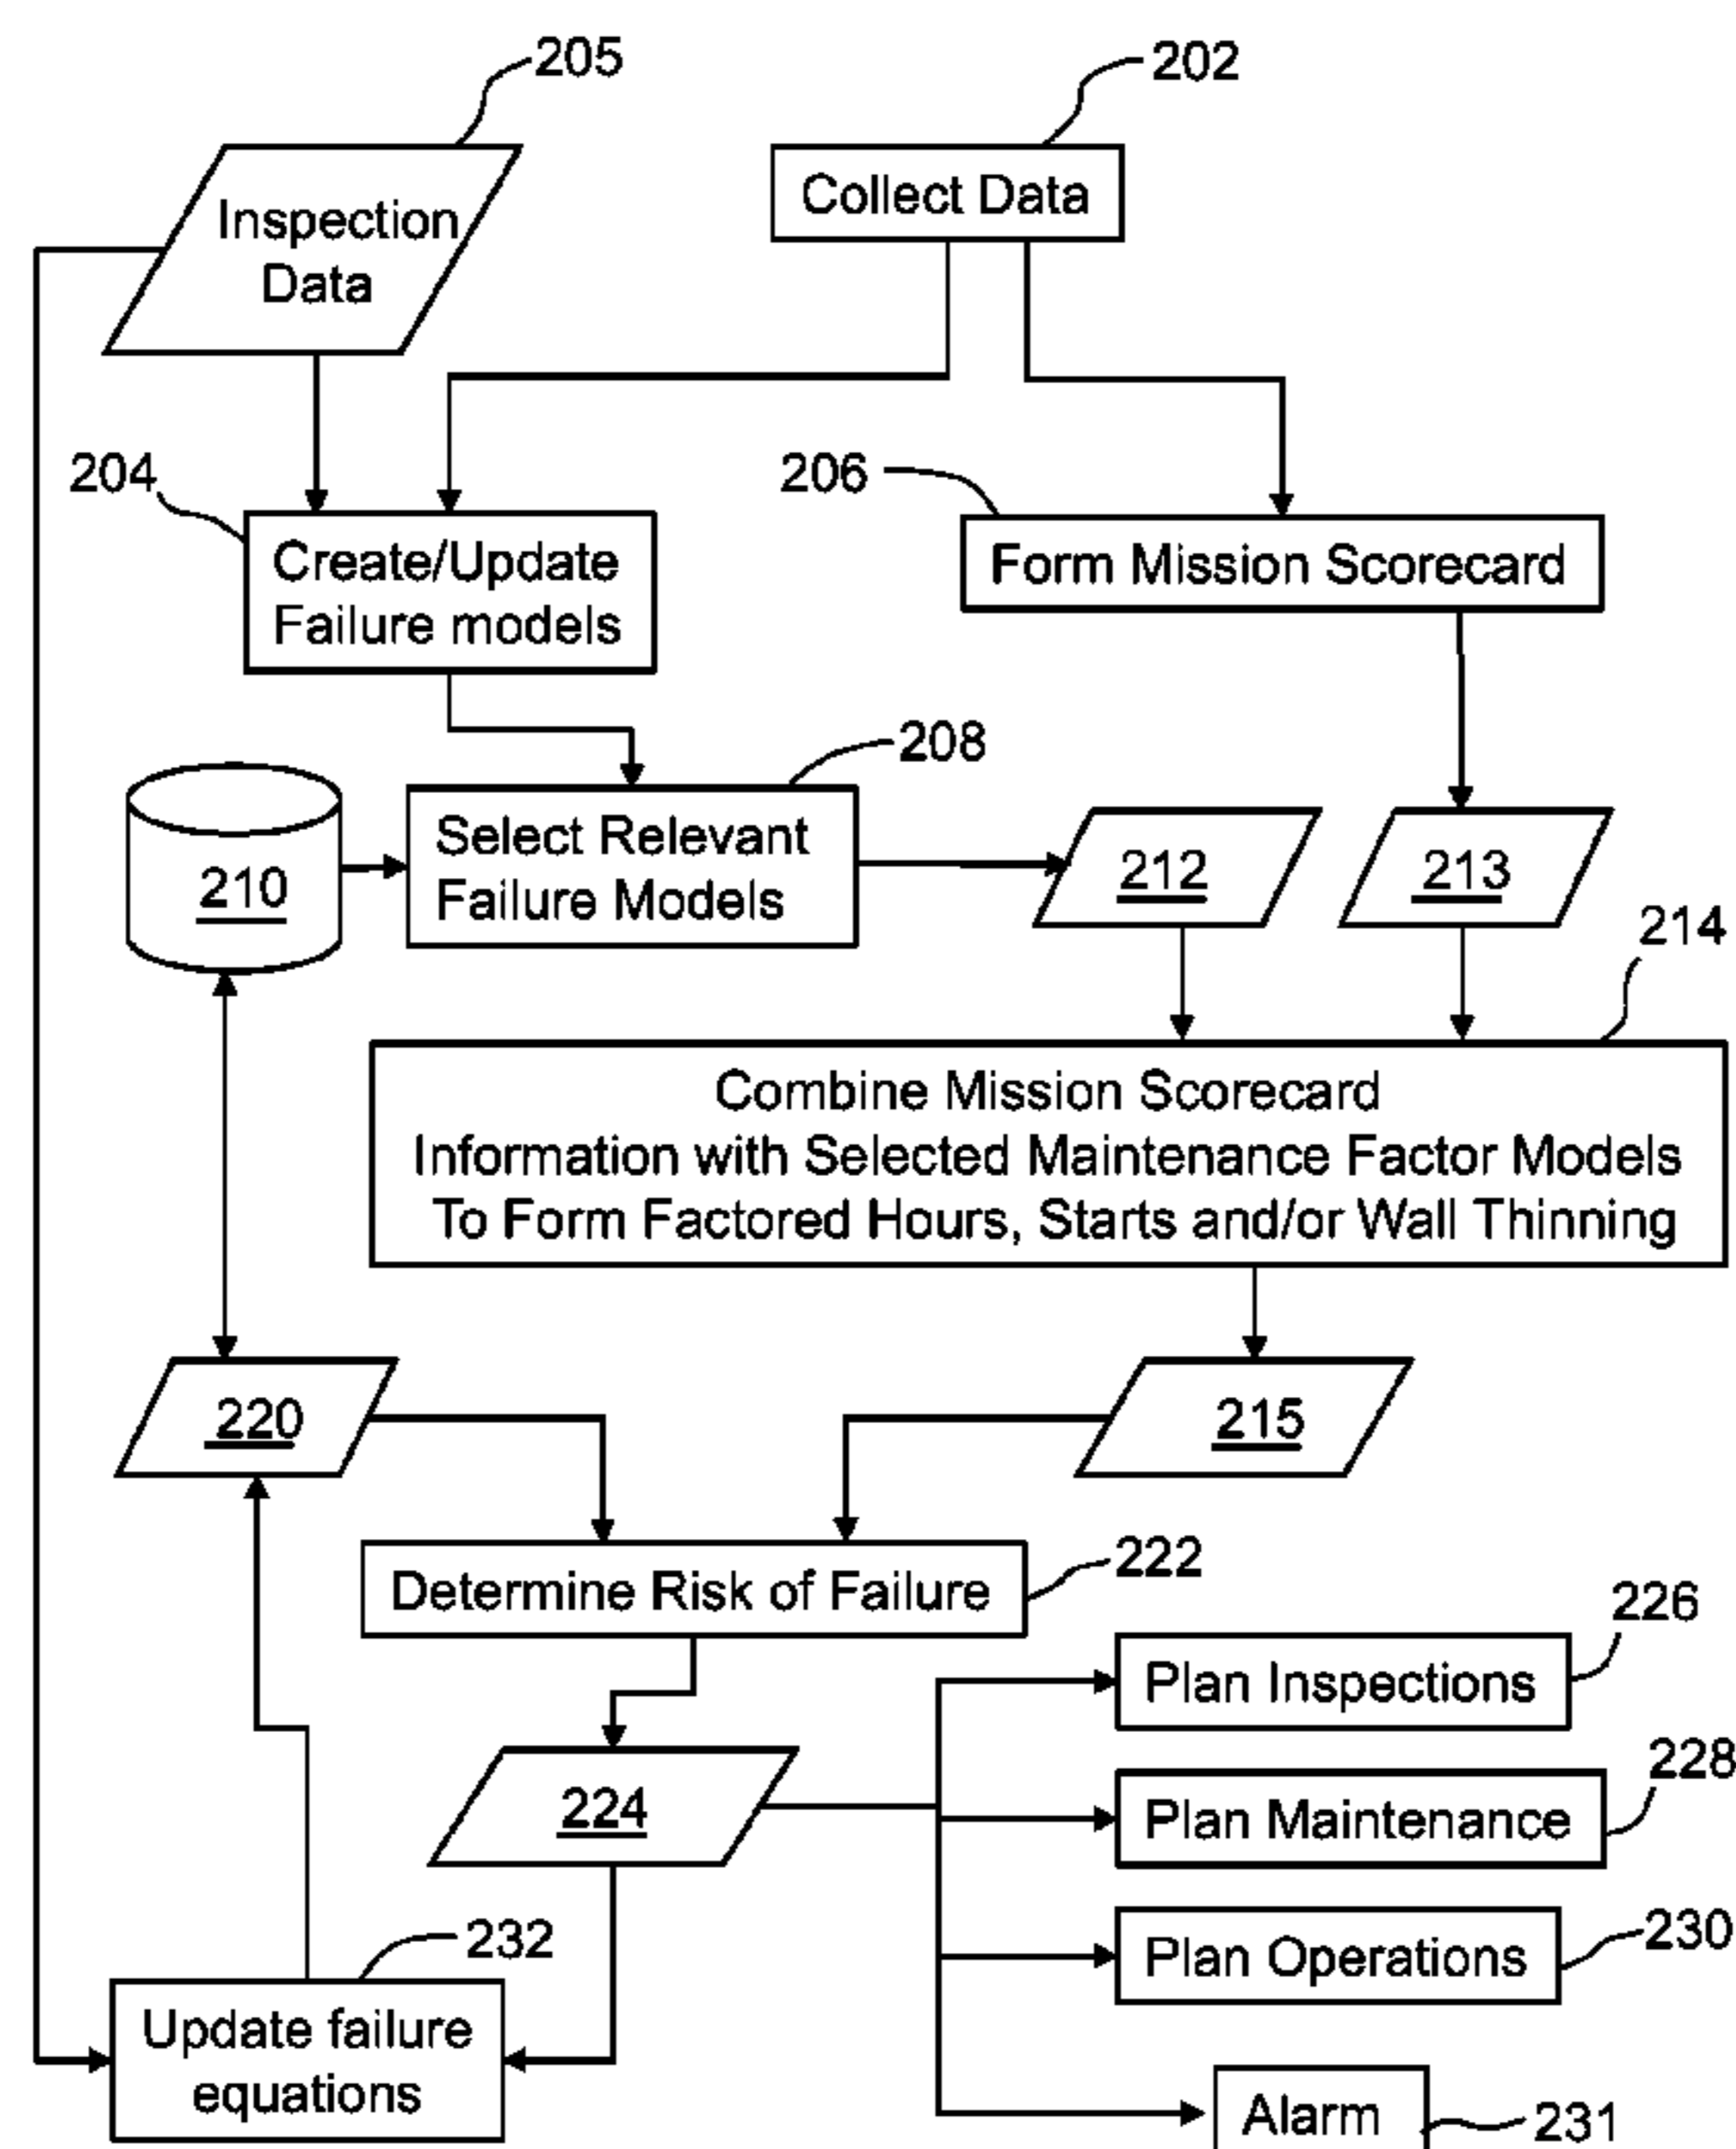 205
202
Inspection
Data
Collect Data
204
206
Create/Update
Failure models
Form Mission Scorecard
208
210
Select Relevant
Failure Models
212
213
214
Combine Mission Scorecard
Information with Selected Maintenance Factor Models
To Form Factored Hours, Starts and/or Wall Thinning
220
215
Determine Risk of Failure
222
226
Plan Inspections
228
224
Plan Maintenance
230
232
Plan Operations
Update failure
equations
Alarm
231